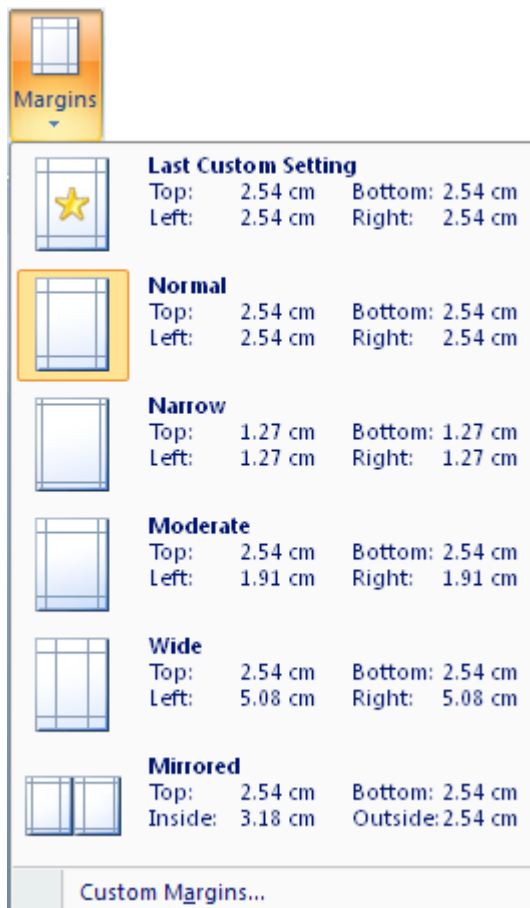 Margins
Last Custom Setting
Top: 2.54 cm Bottom: 2.54 cm
Left: 2.54 cm Right: 2.54 cm
Normal
Top: 2.54 cm Bottom: 2.54 cm
Left: 2.54 cm Right: 2.54 cm
Narrow
Top: 1.27 cm Bottom: 1.27 cm
Left: 1.27 cm Right: 1.27 cm
Moderate
Top: 2.54 cm Bottom: 2.54 cm
Left: 1.91 cm Right: 1.91 cm
Wide
Top: 2.54 cm Bottom: 2.54 cm
Left: 5.08 cm Right: 5.08 cm
Mirrored
Top: 2.54 cm Bottom: 2.54 cm
Inside: 3.18 cm Outside: 2.54 cm
Custom Margins...